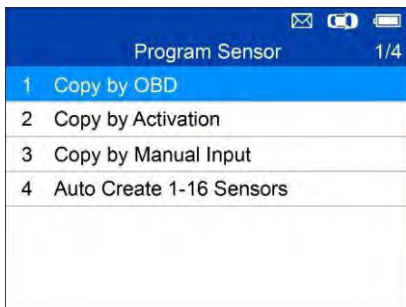 Program Sensor 1/4
1 Copy by OBD
2 Copy by Activation
3 Copy by Manual Input
4 Auto Create 1-16 Sensors